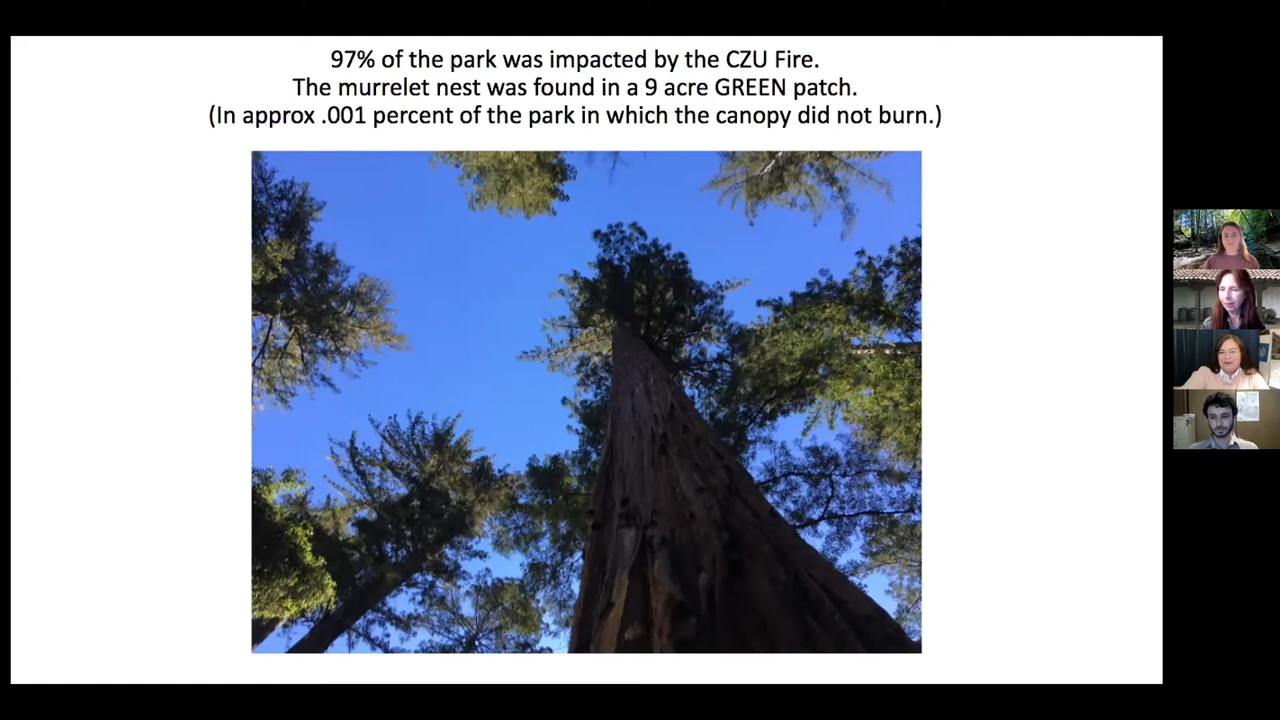 97% of the park was impacted by the CZU Fire.
The murrelet nest was found in a 9 acre GREEN patch.
(In approx .001 percent of the park in which the canopy did not burn.)